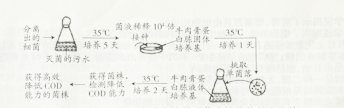 分离出的细菌
灭菌的污水
35℃
培养5天
菌液稀释10⁶倍
接种
牛肉膏蛋白胨固体培养基
35℃
培养1天
挑取单菌落
牛肉膏蛋白胨液体培养基
35℃
培养2天
获得菌株,检测降低COD能力
获得高效降低COD能力的菌株